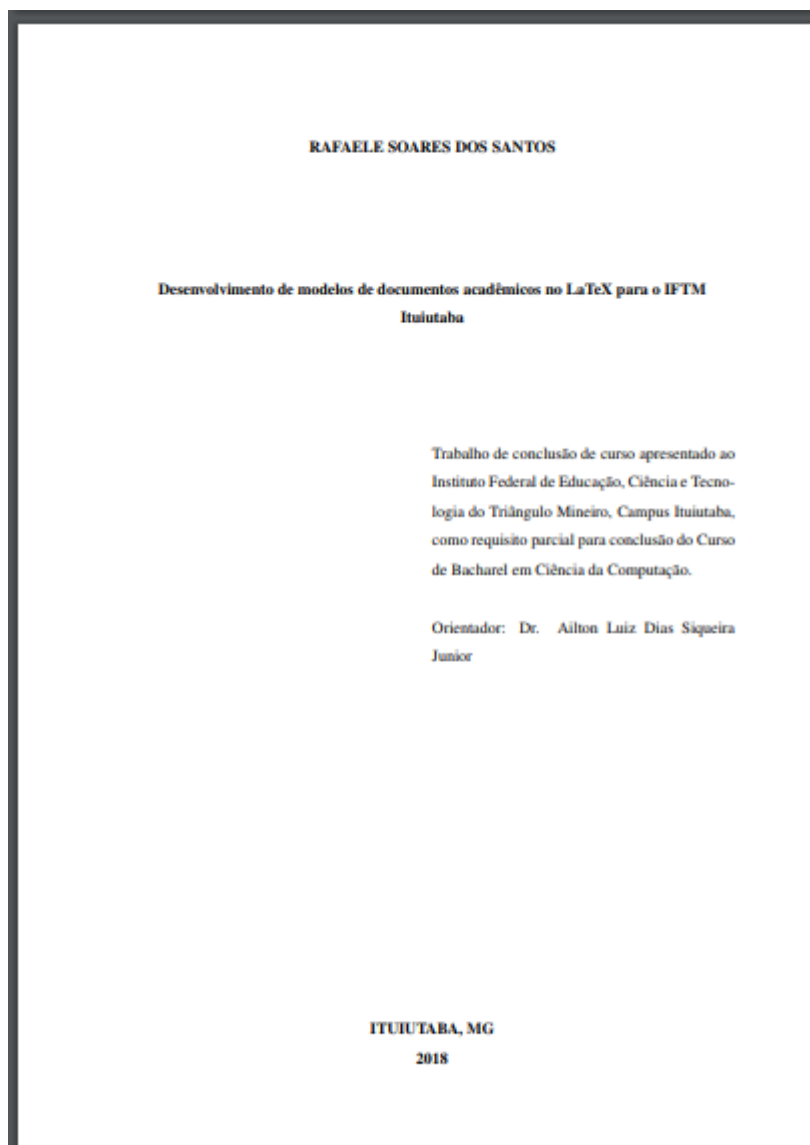 RAFAELE SOARES DOS SANTOS
Desenvolvimento de modelos de documentos acadêmicos no LaTeX para o IFTM
Ituiutaba
Trabalho de conclusão de curso apresentado ao
Instituto Federal de Educação, Ciência e Tecno-
logia do Triângulo Mineiro, Campus Ituiutaba,
como requisito parcial para conclusão do Curso
de Bacharel em Ciência da Computação.
Orientador: Dr. Ailton Luiz Dias Siqueira
Junior
ITUIUTABA, MG
2018